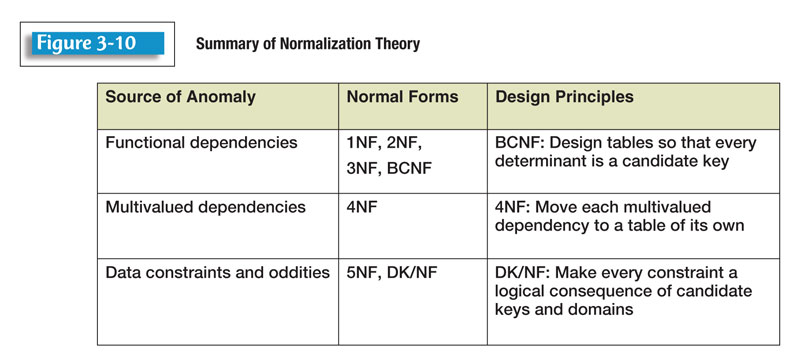 Figure 3-10
Summary of Normalization Theory
Source of Anomaly
Normal Forms
Design Principles
Functional dependencies
1NF, 2NF,
3NF, BCNF
BCNF: Design tables so that every
determinant is a candidate key
Multivalued dependencies
4NF
4NF: Move each multivalued
dependency to a table of its own
Data constraints and oddities
5NF, DK/NF
DK/NF: Make every constraint a
logical consequence of candidate
keys and domains